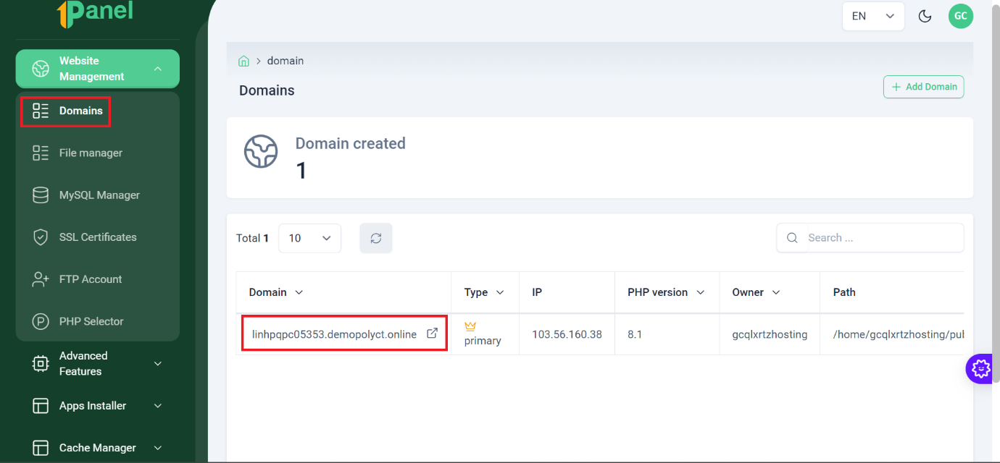 1Panel
EN
GC
Website
Management
domain
Domains
Add Domain
Domains
File manager
MySQL Manager
SSL Certificates
FTP Account
PHP Selector
Advanced
Features
Apps Installer
Cache Manager
Domain created
1
Total 1
10
Search ...
Domain
Type
IP
PHP version
Owner
Path
linhpqpc05353.demopolyct.online
primary
103.56.160.38
8.1
gcqlxrtzhosting
/home/gcqlxrtzhosting/pub